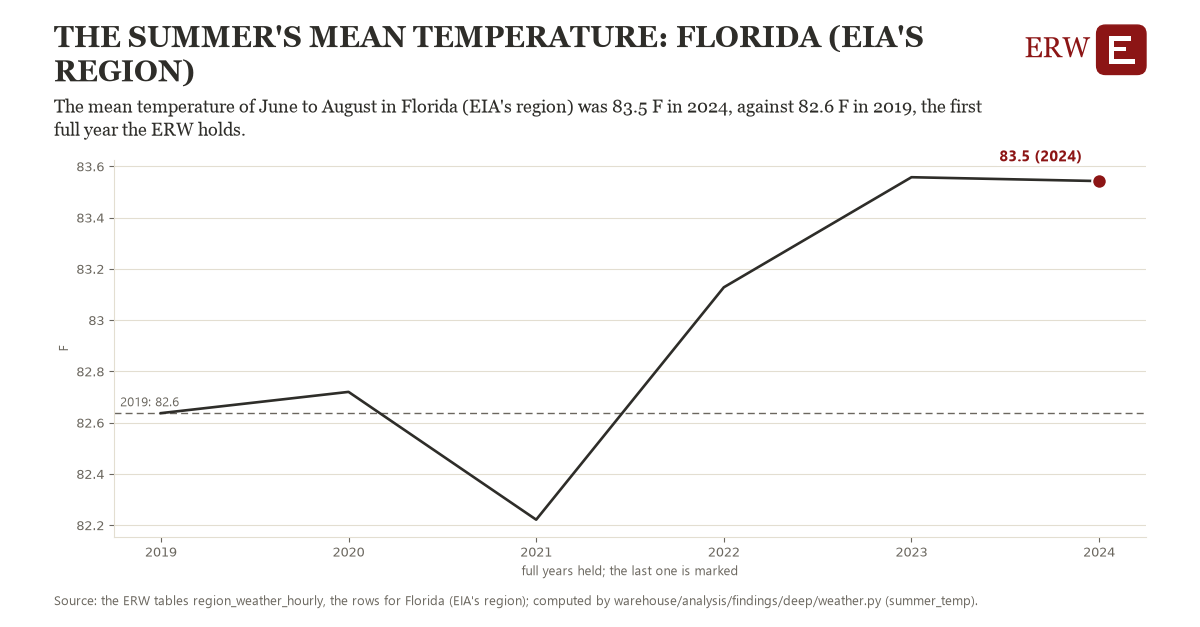 THE SUMMER'S MEAN TEMPERATURE: FLORIDA (EIA'S
REGION)
ERW E
The mean temperature of June to August in Florida (EIA's region) was 83.5 F in 2024, against 82.6 F in 2019, the first
full year the ERW holds.
83.5 (2024)
83.6
83.4
83.2
83
82.8
82.6
82.4
82.2
F
2019: 82.6
2019 2020 2021 2022 2023 2024
full years held; the last one is marked
Source: the ERW tables region_weather_hourly, the rows for Florida (EIA's region); computed by warehouse/analysis/findings/deep/weather.py (summer_temp).